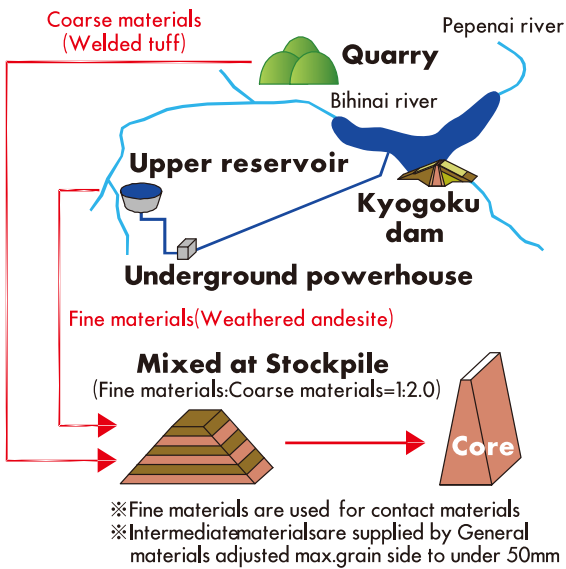 Coarse materials
(Welded tuff)
Pepenai river
Quarry
Bihinai river
Upper reservoir
Kyogoku
dam
Underground powerhouse
Fine materials(Weathered andesite)
Mixed at Stockpile
(Fine materials:Coarse materials=1:2.0)
Core
※Fine materials are used for contact materials
※Intermediatematerialsare supplied by General
materials adjusted max.grain side to under 50mm